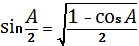 Sin A/2 = √((1 - cos A)/2)